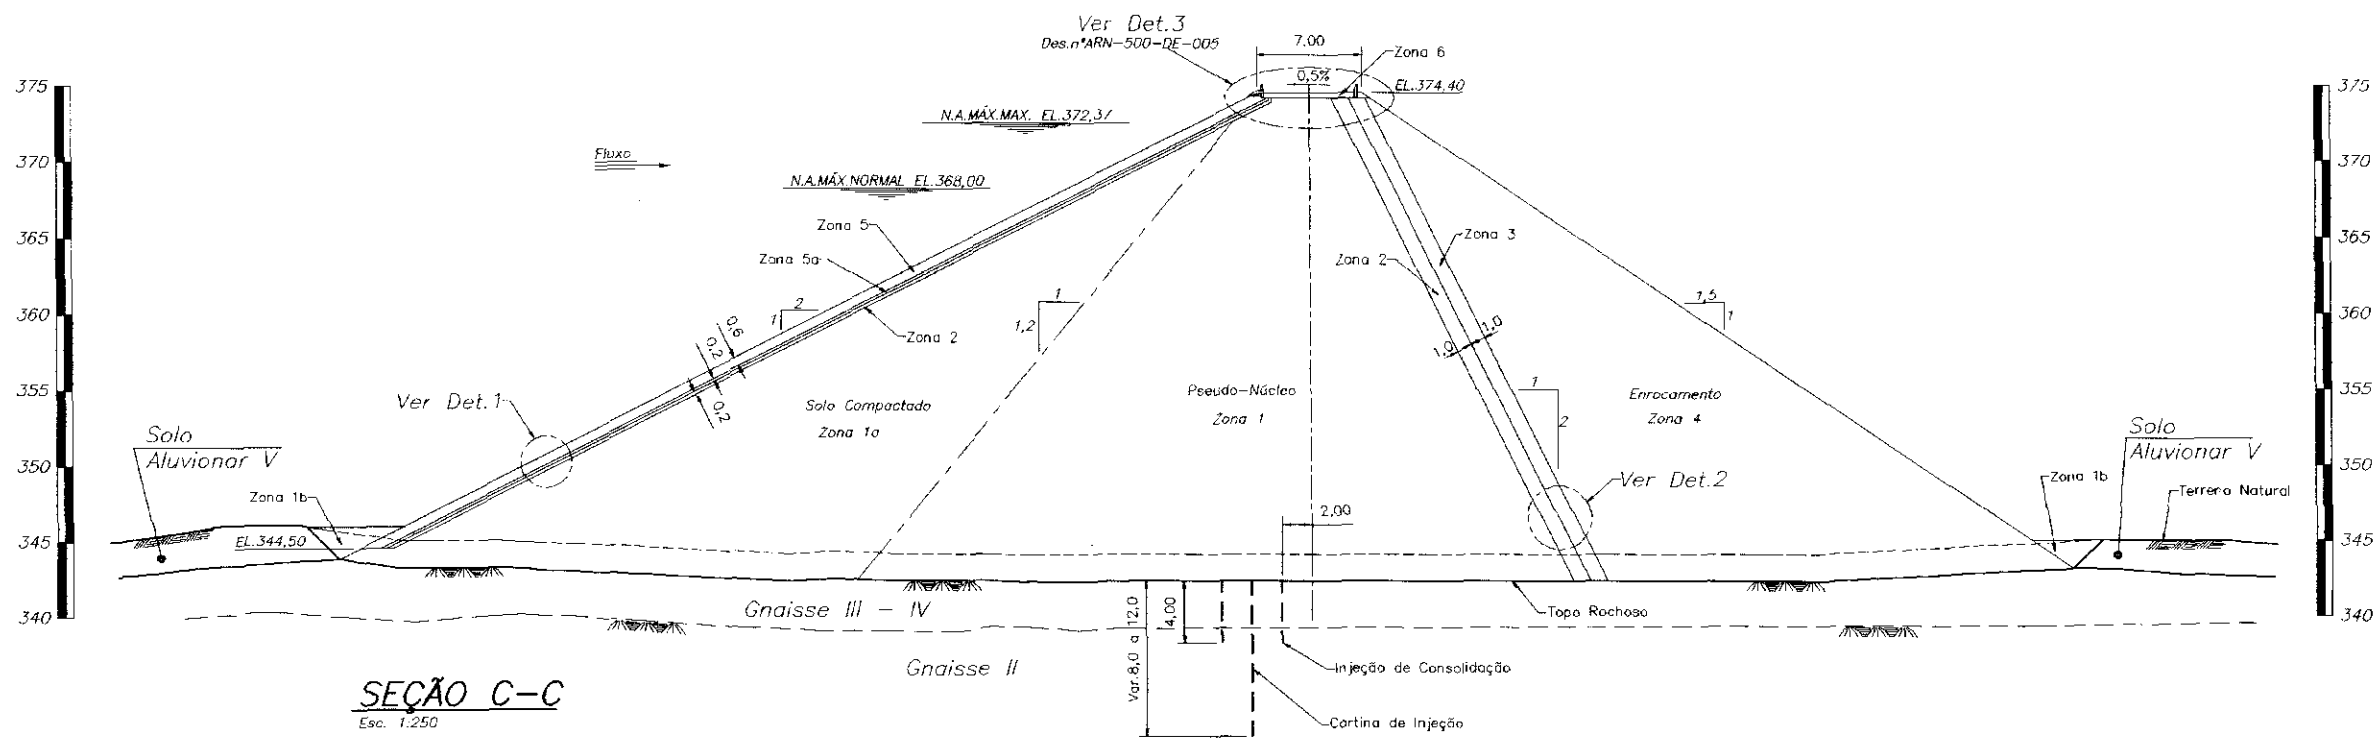 Ver Det.3
Des.nºARN-500-DE-005
7,00
Zona 6
0,5%
EL.374,40
375
375
N.A.MÁX.MAX. EL.372,37
Fluxo
370
370
N.A.MÁX.NORMAL EL.368,00
Zona 5
365
365
Zona 3
Zona 5a
Zona 2
2
1
1
1,2
1,5
1
360
360
0,6
0,2
0,2
Zona 2
1,0
1,0
355
355
Ver Det.1
Solo Compactado
Zona 1a
Pseudo-Núcleo
Zona 1
1
2
Enrocamento
Zona 4
Solo
Aluvionar V
Solo
Aluvionar V
350
350
Zona 1b
Ver Det.2
Zona 1b
Terreno Natural
2,00
EL.344,50
345
345
340
340
Gnaisse III - IV
Var.8,0 a 12,0
4,00
Topo Rochoso
Gnaisse II
Injeção de Consolidação
Cortina de Injeção
SEÇÃO C-C
Esc. 1:250